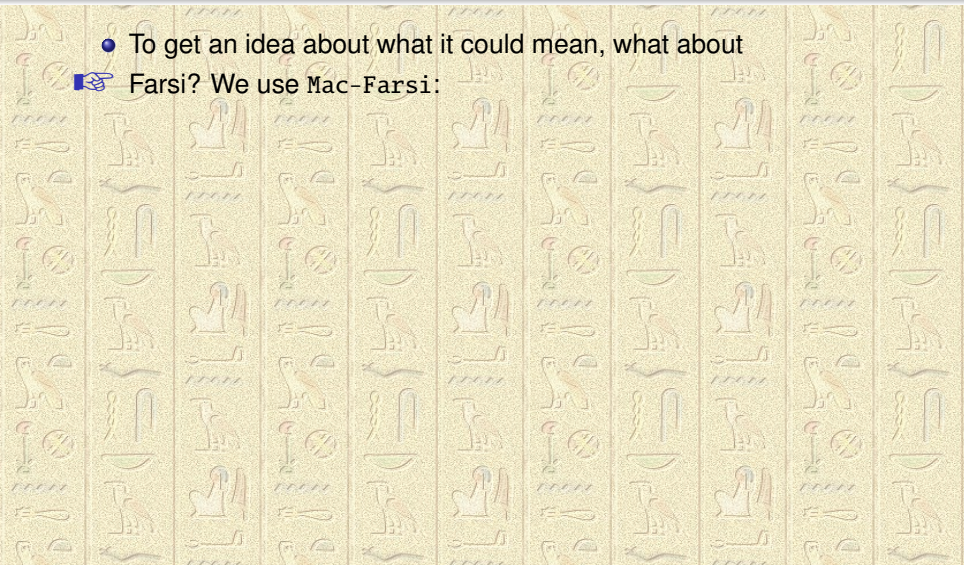 To get an idea about what it could mean, what about
Farsi? We use Mac-Farsi: